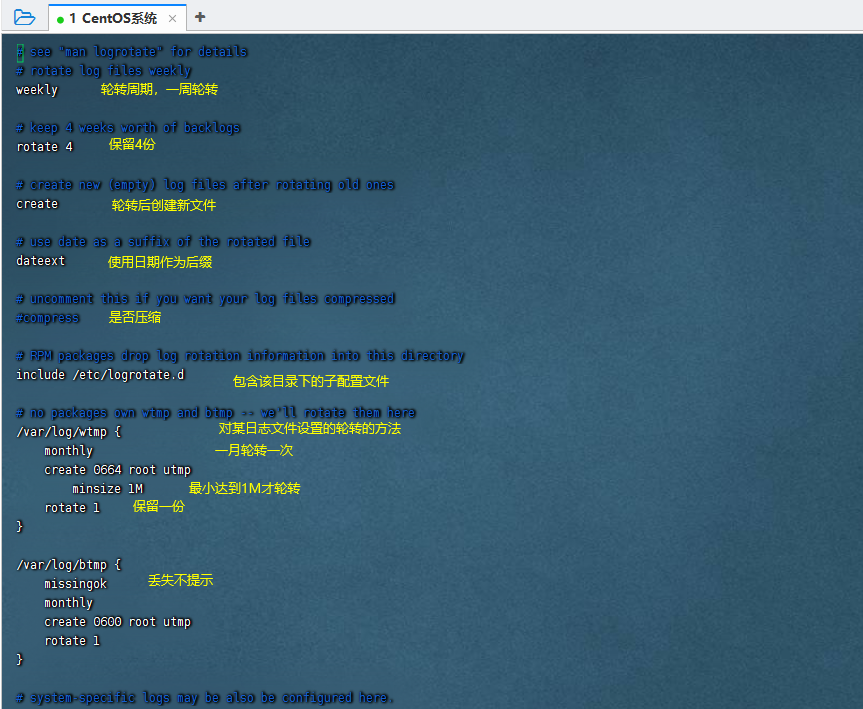 1 CentOS系统 × +
# see "man logrotate" for details
# rotate log files weekly
weekly 轮转周期，一周轮转
# keep 4 weeks worth of backlogs
rotate 4 保留4份
# create new (empty) log files after rotating old ones
create 轮转后创建新文件
# use date as a suffix of the rotated file
dateext 使用日期作为后缀
# uncomment this if you want your log files compressed
#compress 是否压缩
# RPM packages drop log rotation information into this directory
include /etc/logrotate.d 包含该目录下的子配置文件
# no packages own wtmp and btmp -- we'll rotate them here
/var/log/wtmp { 对某日志文件设置的轮转的方法
monthly 一月轮转一次
create 0664 root utmp
minsize 1M 最小达到1M才轮转
rotate 1 保留一份
}
/var/log/btmp {
missingok 丢失不提示
monthly
create 0600 root utmp
rotate 1
}
# system-specific logs may be also be configured here.